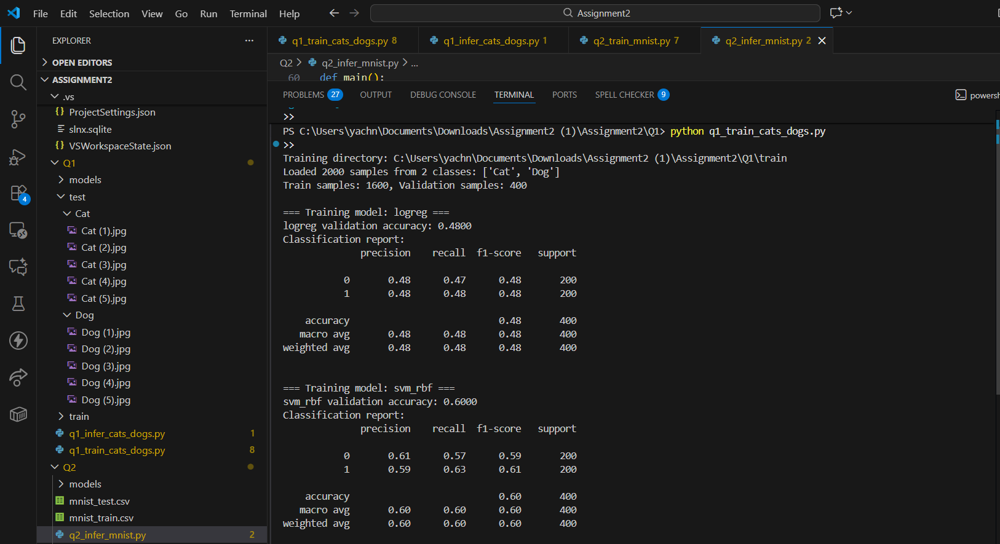 File Edit Selection View Go Run Terminal Help
Assignment2
EXPLORER
OPEN EDITORS
ASSIGNMENT2
.vs
ProjectSettings.json
slnx.sqlite
VSWorkspaceState.json
Q1
models
test
Cat
Cat (1).jpg
Cat (2).jpg
Cat (3).jpg
Cat (4).jpg
Cat (5).jpg
Dog
Dog (1).jpg
Dog (2).jpg
Dog (3).jpg
Dog (4).jpg
Dog (5).jpg
train
q1_infer_cats_dogs.py 1
q1_train_cats_dogs.py 8
Q2
models
mnist_test.csv
mnist_train.csv
q2_infer_mnist.py 2
4
q1_train_cats_dogs.py 8 q1_infer_cats_dogs.py 1 q2_train_mnist.py 7 q2_infer_mnist.py 2
Q2 > q2_infer_mnist.py > ...
60 def main():
PROBLEMS 27 OUTPUT DEBUG CONSOLE TERMINAL PORTS SPELL CHECKER 9 powersh
>>
PS C:\Users\yachn\Documents\Downloads\Assignment2 (1)\Assignment2\Q1> python q1_train_cats_dogs.py
>>
Training directory: C:\Users\yachn\Documents\Downloads\Assignment2 (1)\Assignment2\Q1\train
Loaded 2000 samples from 2 classes: ['Cat', 'Dog']
Train samples: 1600, Validation samples: 400
=== Training model: logreg ===
logreg validation accuracy: 0.4800
Classification report:
precision recall f1-score support
0 0.48 0.47 0.48 200
1 0.48 0.48 0.48 200
accuracy 0.48 400
macro avg 0.48 0.48 0.48 400
weighted avg 0.48 0.48 0.48 400
=== Training model: svm_rbf ===
svm_rbf validation accuracy: 0.6000
Classification report:
precision recall f1-score support
0 0.61 0.57 0.59 200
1 0.59 0.63 0.61 200
accuracy 0.60 400
macro avg 0.60 0.60 0.60 400
weighted avg 0.60 0.60 0.60 400